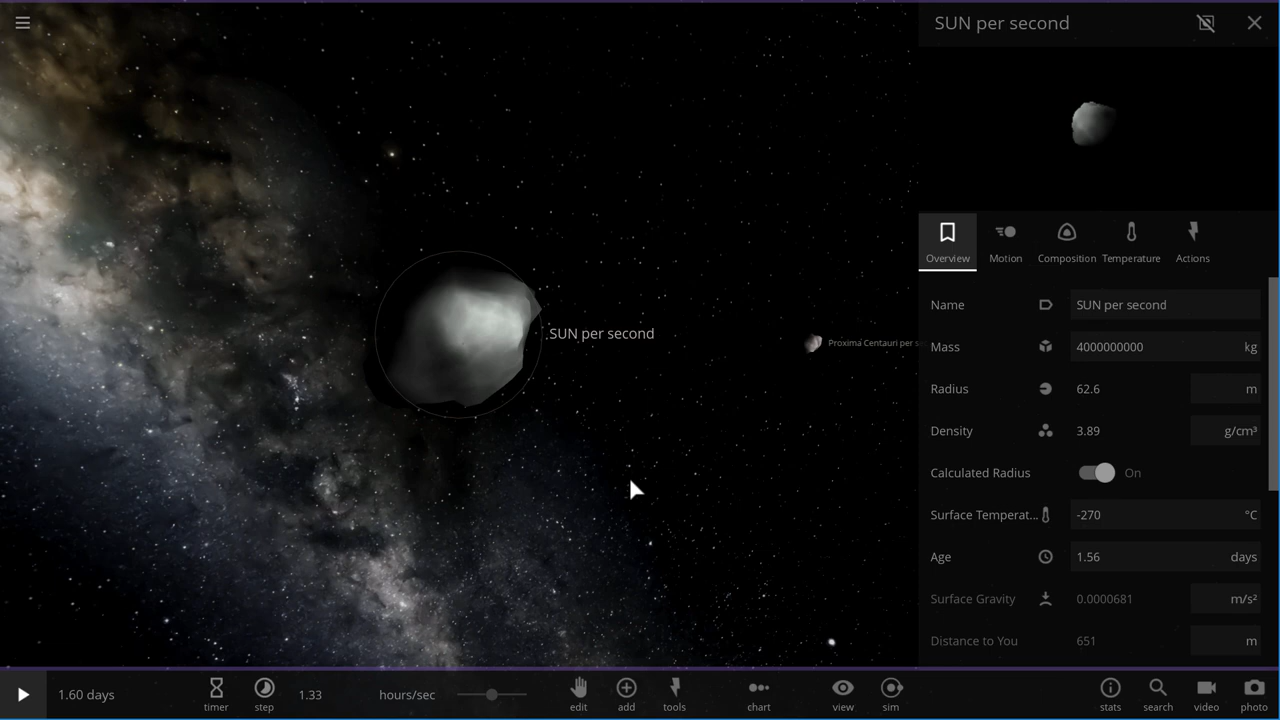 SUN per second
Overview
Motion
Composition
Temperature
Actions
Name
SUN per second
Mass
4000000000
kg
Radius
62.6
m
Density
3.89
g/cm³
Calculated Radius
On
Surface Temperat...
-270
°C
Age
1.56
days
Surface Gravity
0.0000681
m/s²
Distance to You
651
m
SUN per second
Proxima Centauri per s
1.60 days
timer
step
1.33
hours/sec
edit
add
tools
chart
view
sim
stats
search
video
photo